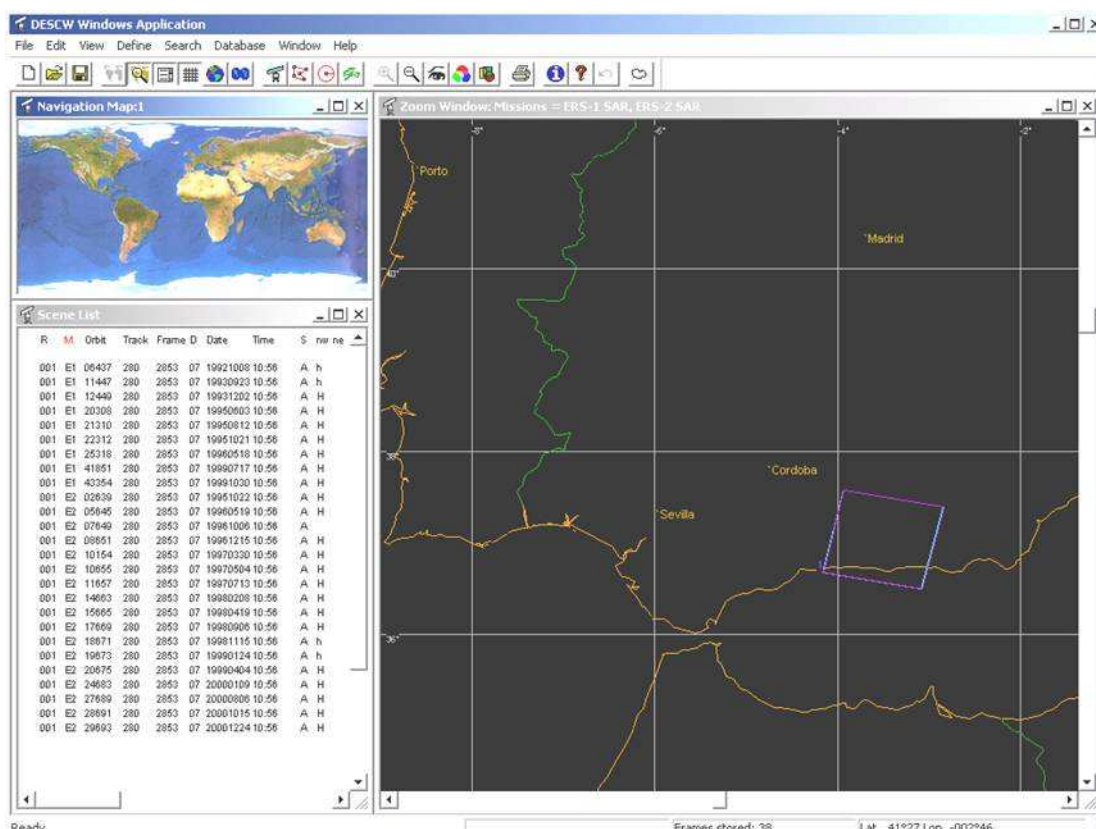 DESCW Windows Application
File Edit View Define Search Database Window Help
Navigation Map:1
Zoom Window: Missions = ERS-1 SAR, ERS-2 SAR
-8° -6° -4° -2°
Porto
Madrid
40°
Scene List
R M Orbit Track Frame D Date Time S nw ne
001 E1 06437 280 2853 07 19921008 10:56 A h
001 E1 11447 280 2853 07 19930923 10:56 A h
001 E1 12449 280 2853 07 19931202 10:56 A H
001 E1 20308 280 2853 07 19950603 10:56 A H
001 E1 21310 280 2853 07 19950812 10:56 A H
001 E1 22312 280 2853 07 19951021 10:56 A H
001 E1 25318 280 2853 07 19960518 10:56 A H
001 E1 41851 280 2853 07 19990717 10:56 A H
001 E1 43354 280 2853 07 19991030 10:56 A H
001 E2 02639 280 2853 07 19951022 10:56 A H
001 E2 05645 280 2853 07 19960519 10:56 A H
001 E2 07649 280 2853 07 19961006 10:56 A
001 E2 08651 280 2853 07 19961215 10:56 A H
001 E2 10154 280 2853 07 19970330 10:56 A H
001 E2 10655 280 2853 07 19970504 10:56 A H
001 E2 11657 280 2853 07 19970713 10:56 A H
001 E2 14663 280 2853 07 19980208 10:56 A H
001 E2 15665 280 2853 07 19980419 10:56 A H
001 E2 17669 280 2853 07 19980906 10:56 A H
001 E2 18671 280 2853 07 19981115 10:56 A h
001 E2 19673 280 2853 07 19990124 10:56 A h
001 E2 20675 280 2853 07 19990404 10:56 A H
001 E2 24683 280 2853 07 20000109 10:56 A H
001 E2 27689 280 2853 07 20000806 10:56 A H
001 E2 28691 280 2853 07 20001015 10:56 A H
001 E2 29693 280 2853 07 20001224 10:56 A H
Cordoba
Sevilla
36°
Ready
Frames stored: 38
Lat 41°27 Lon -002°46